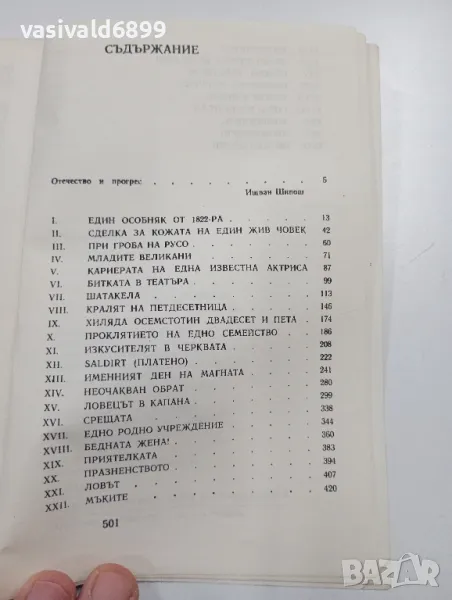 vasivald6899
СЪДЪРЖАНИЕ
Отечество и прогрес . . . . . . . . . 5
Ищван Шипош
I. ЕДИН ОСОБНЯК ОТ 1822-РА . . . . 13
II. СДЕЛКА ЗА КОЖАТА НА ЕДИН ЖИВ ЧОВЕК 42
III. ПРИ ГРОБА НА РУСО . . . . . 60
IV. МЛАДИТЕ ВЕЛИКАНИ . . . . . 71
V. КАРИЕРАТА НА ЕДНА ИЗВЕСТНА АКТРИСА 87
VI. БИТКАТА В ТЕАТЪРА . . . . . 99
VII. ШАТАКЕЛА . . . . . . . 113
VIII. КРАЛЯТ НА ПЕТДЕСЕТНИЦА . . . . 146
IX. ХИЛЯДА ОСЕМСТОТИН ДВАДЕСЕТ И ПЕТА . 174
X. ПРОКЛЯТИЕТО НА ЕДНО СЕМЕЙСТВО . . 186
XI. ИЗКУСИТЕЛЯТ В ЧЕРКВАТА . . . . 208
XII. SALDIRT (ПЛАТЕНО) . . . . . 222
XIII. ИМЕННИЯТ ДЕН НА МАГНАТА . . . . 241
XIV. НЕОЧАКВАН ОБРАТ . . . . . 280
XV. ЛОВЕЦЪТ В КАПАНА . . . . . 299
XVI. СРЕЩАТА . . . . . . . 338
XVII. ЕДНО РОДНО УЧРЕЖДЕНИЕ . . . . 344
XVIII. БЕДНАТА ЖЕНА! . . . . . . 360
XIX. ПРИЯТЕЛКАТА . . . . . . 383
XX. ПРАЗНЕНСТВОТО . . . . . . 394
XXI. ЛОВЪТ . . . . . . . 407
XXII. МЪКИТЕ . . . . . . . 420
501
BAZAR.BG